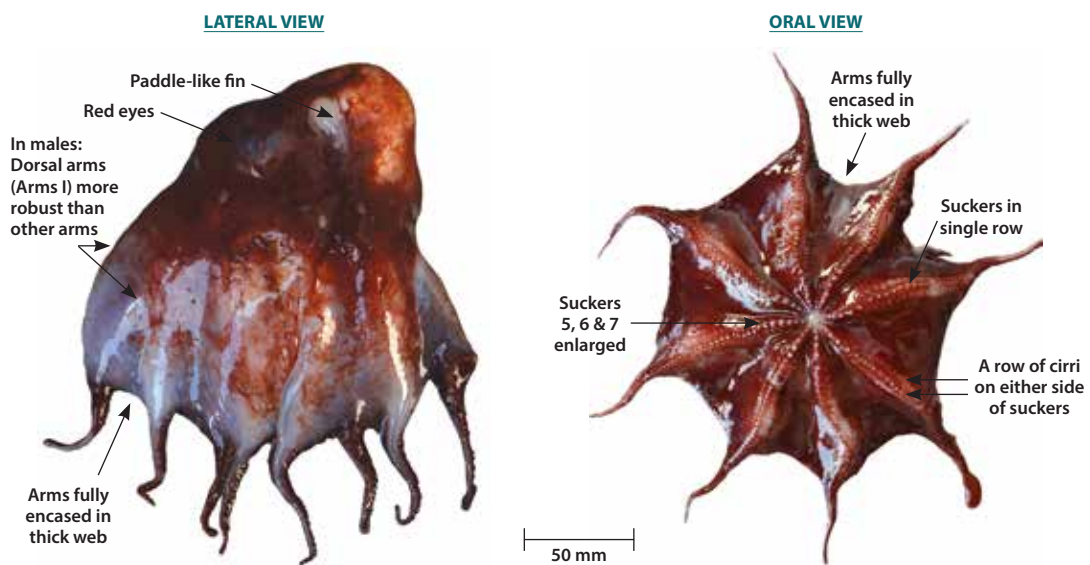 LATERAL VIEW
Paddle-like fin
Red eyes
In males:
Dorsal arms
(Arms I) more
robust than
other arms
Arms fully
encased in
thick web
ORAL VIEW
Arms fully
encased in
thick web
Suckers in
single row
Suckers
5, 6 & 7
enlarged
A row of cirri
on either side
of suckers
50 mm